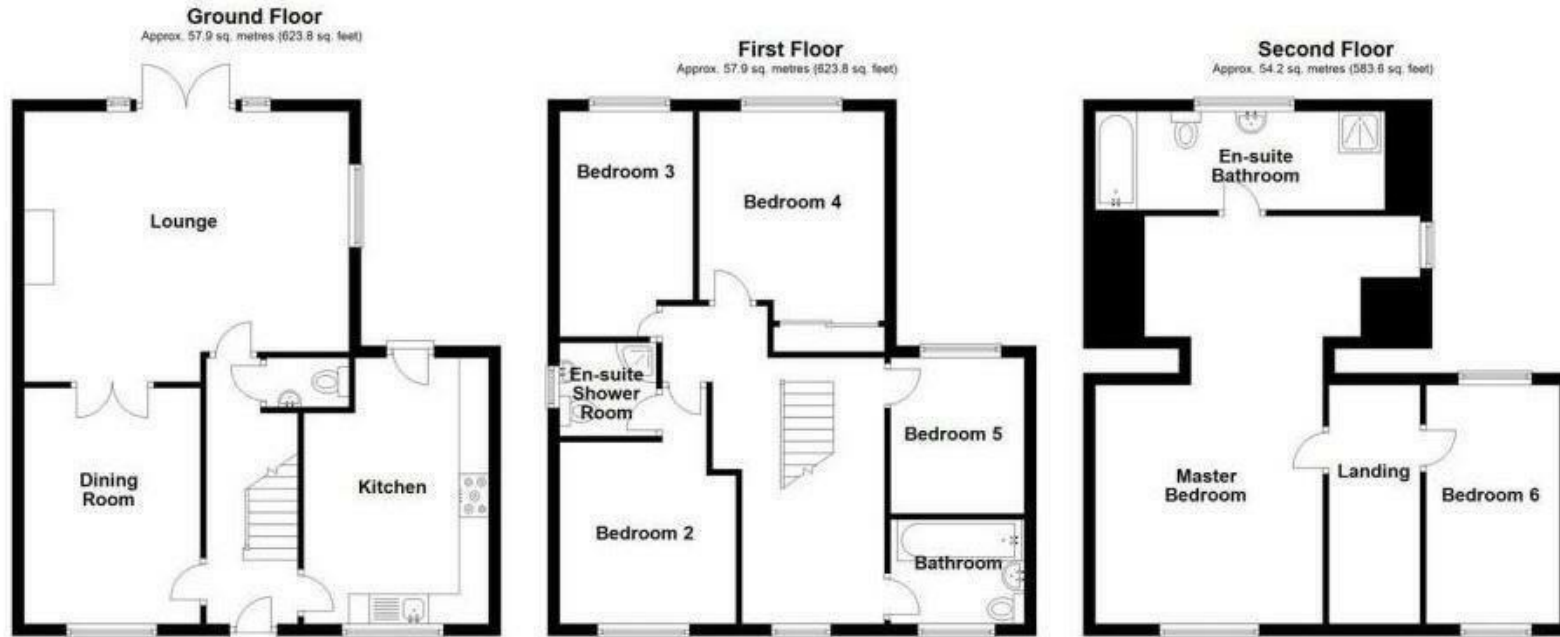 Ground Floor
Approx. 57.9 sq. metres (623.8 sq. feet)
Lounge
Dining
Room
Kitchen
First Floor
Approx. 57.9 sq. metres (623.8 sq. feet)
Bedroom 3
Bedroom 4
En-suite
Shower
Room
Bedroom 5
Bedroom 2
Bathroom
Second Floor
Approx. 54.2 sq. metres (583.6 sq. feet)
En-suite
Bathroom
Master
Bedroom
Landing
Bedroom 6